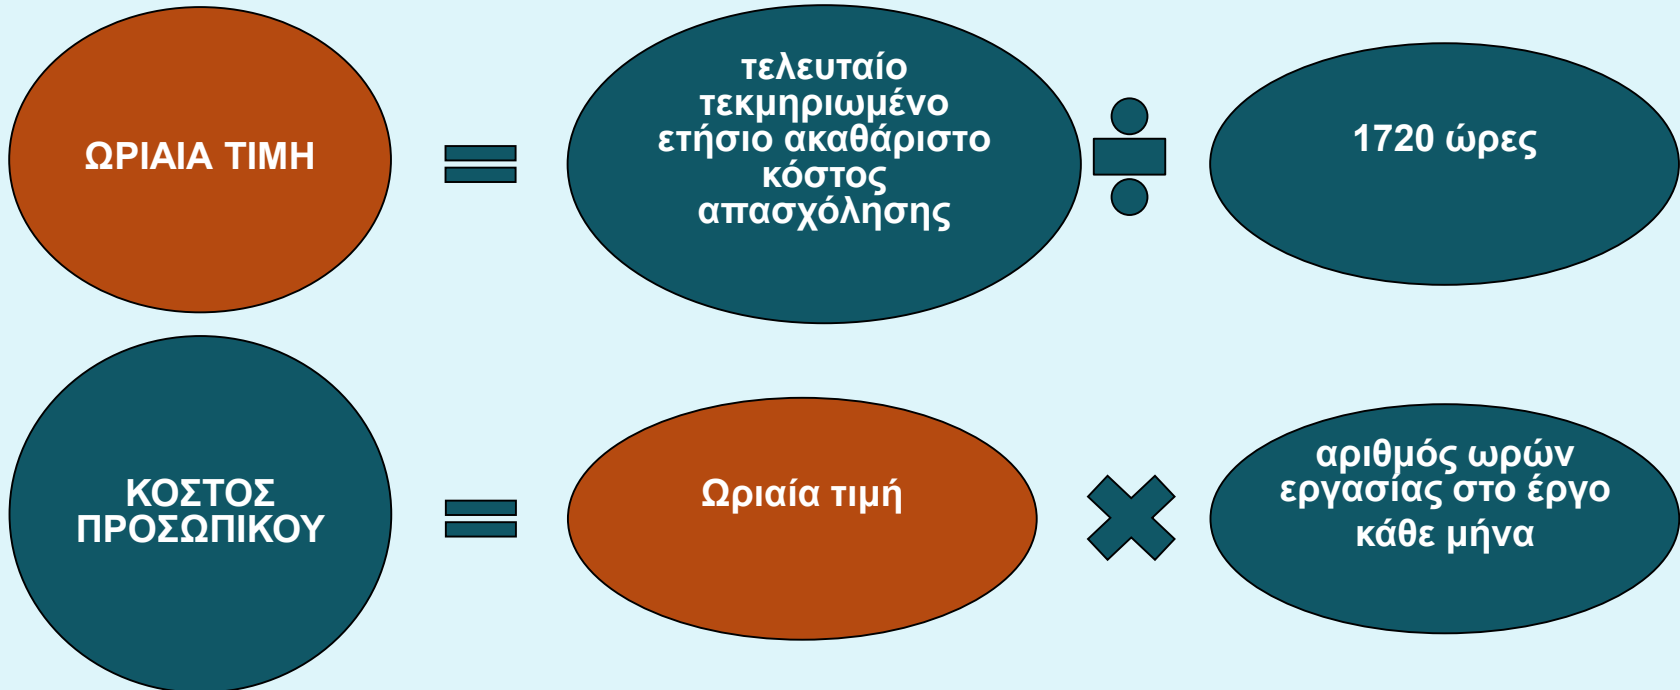 ΩΡΙΑΙΑ ΤΙΜΗ
τελευταίο
τεκμηριωμένο
ετήσιο ακαθάριστο
κόστος
απασχόλησης
1720 ώρες
ΚΟΣΤΟΣ
ΠΡΟΣΩΠΙΚΟΥ
Ωριαία τιμή
αριθμός ωρών
εργασίας στο έργο
κάθε μήνα